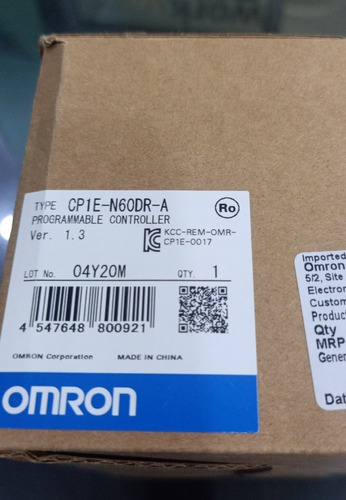 TYPE CP1E-N60DR-A
PROGRAMMABLE CONTROLLER
Ver. 1.3
Ro
KCC-REM-OMR-
CP1E-0017
LOT No. 04Y20M QTY. 1
4 547648 800921
OMRON Corporation MADE IN CHINA
OMRON
Imported
Omron
5/2, Site
Electron
Custom
Produc
Qty
MRP
Gener
Dat